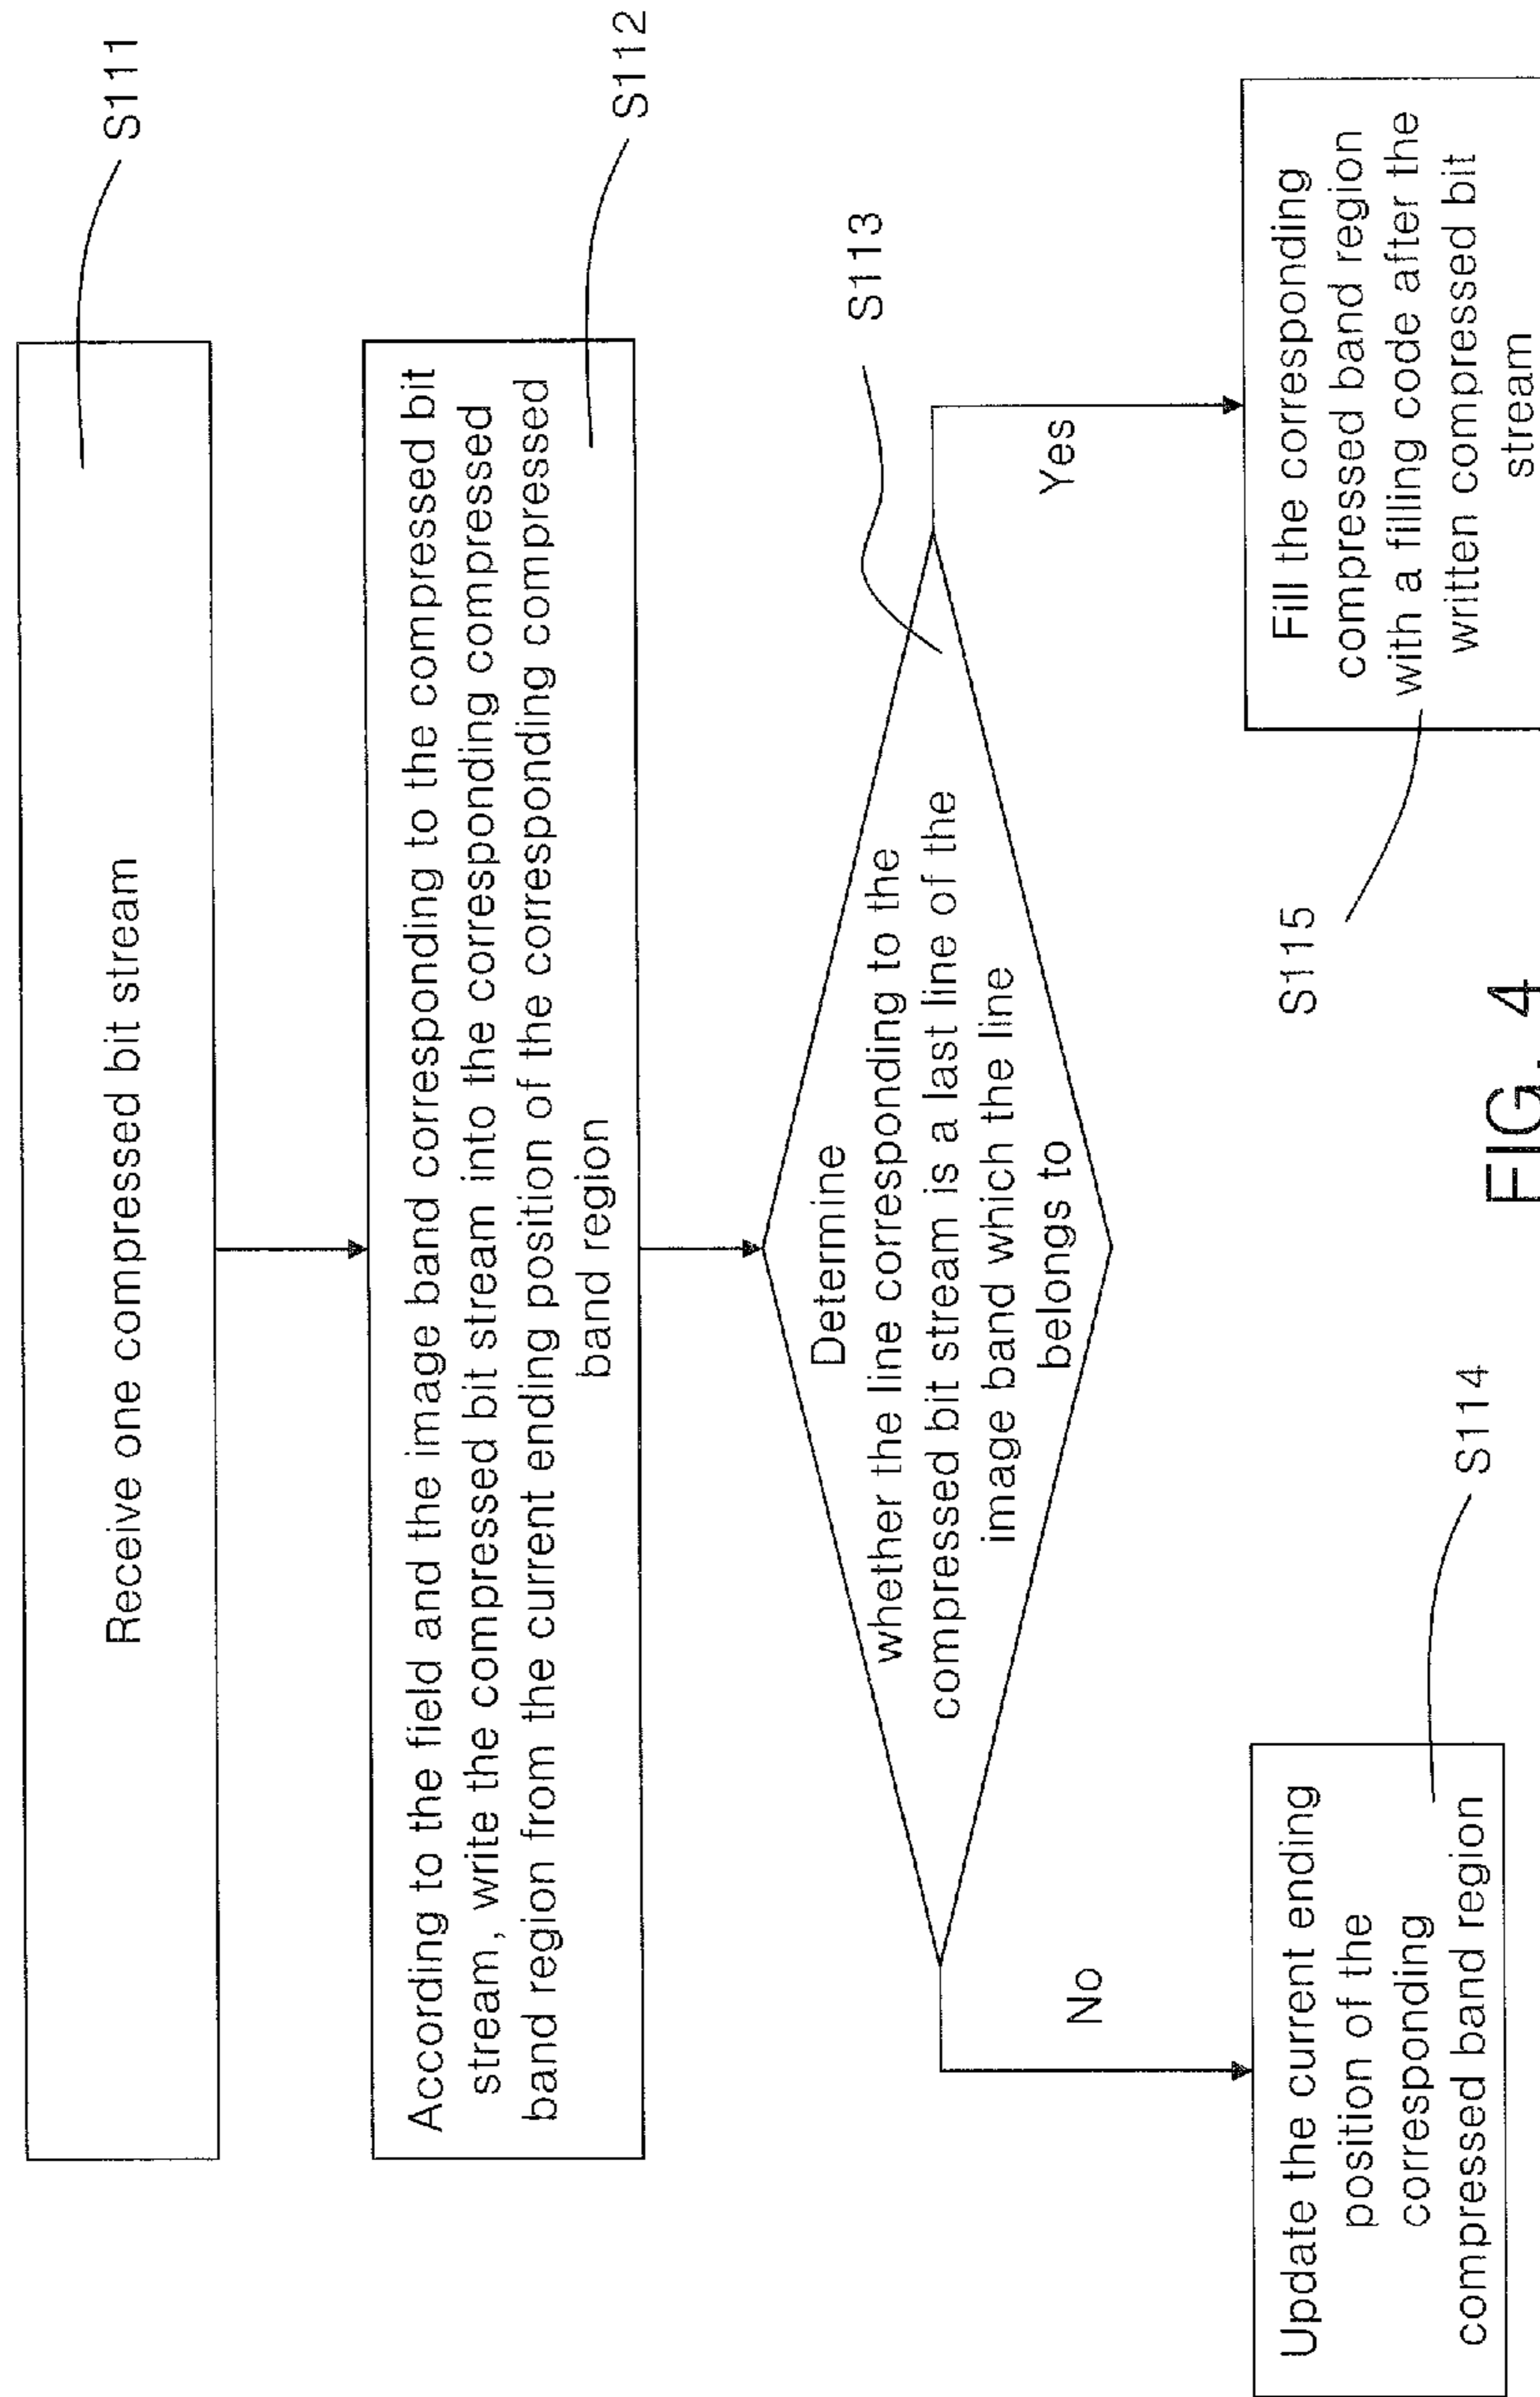 S111
Receive one compressed bit stream
S112
According to the field and the image band corresponding to the compressed bit
stream, write the compressed bit stream into the corresponding compressed
band region from the current ending position of the corresponding compressed
band region
S113
Determine
whether the line corresponding to the
compressed bit stream is a last line of the
image band which the line
belongs to
No
Yes
S114
Update the current ending
position of the
corresponding
compressed band region
S115
Fill the corresponding
compressed band region
with a filling code after the
written compressed bit
stream
FIG. 4